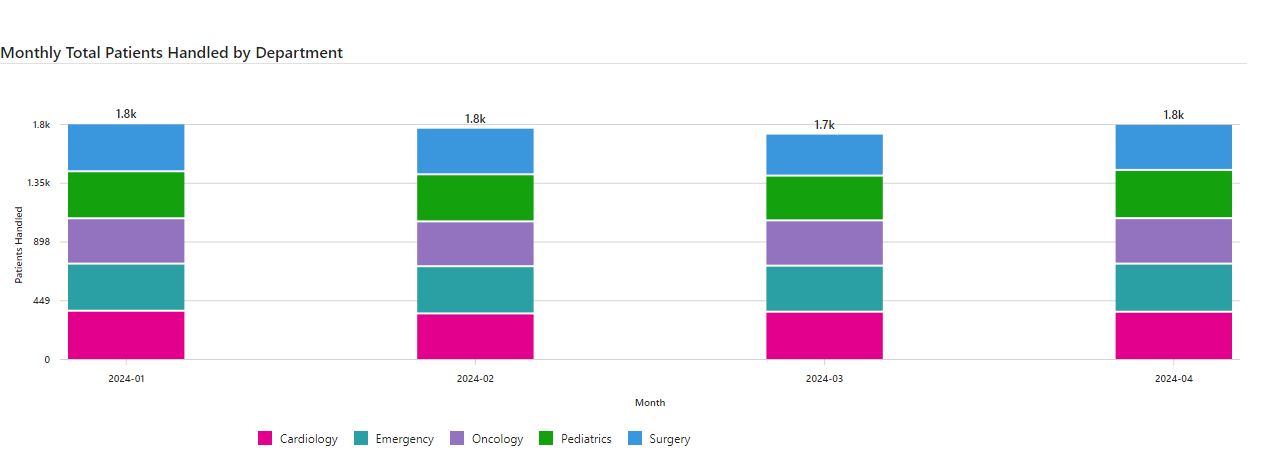 Monthly Total Patients Handled by Department
1.8k 1.8k 1.7k 1.8k
1.8k
1.35k
898
449
0
Patients Handled
2024-01 2024-02 2024-03 2024-04
Month
Cardiology Emergency Oncology Pediatrics Surgery